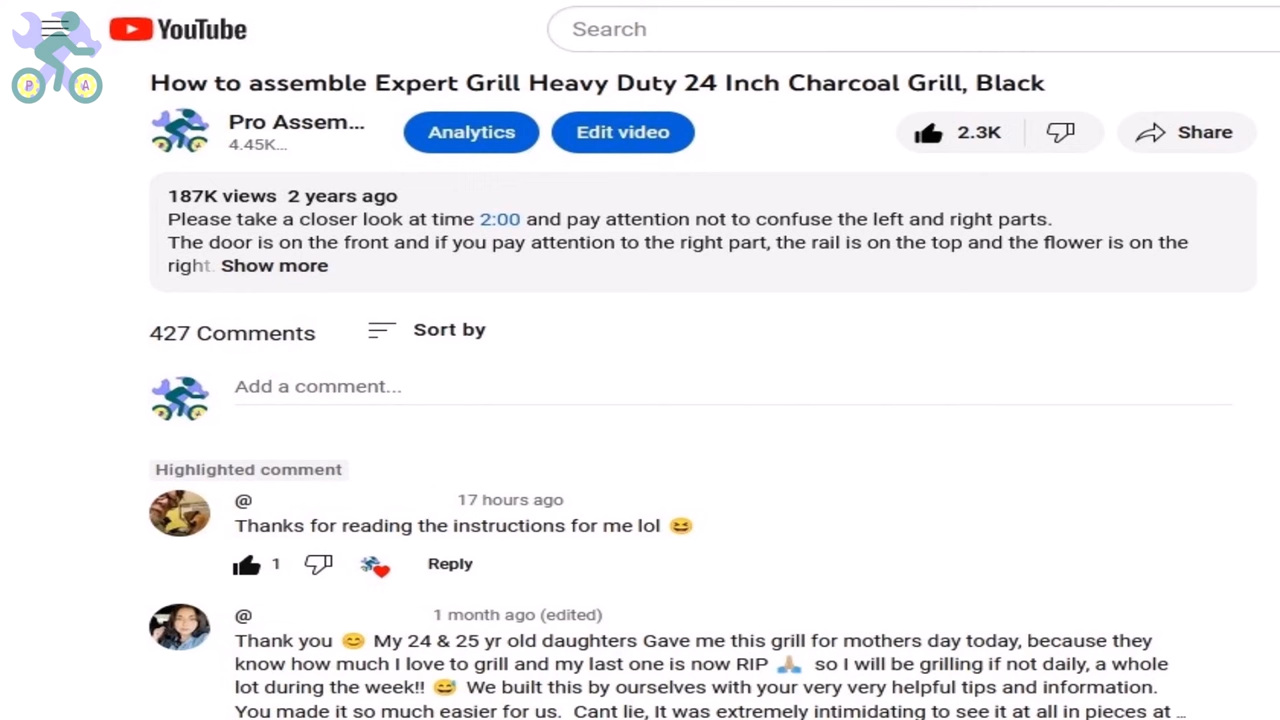 P A
YouTube
Search
How to assemble Expert Grill Heavy Duty 24 Inch Charcoal Grill, Black
Pro Assem...
4.45K...
Analytics
Edit video
2.3K
Share
187K views 2 years ago
Please take a closer look at time 2:00 and pay attention not to confuse the left and right parts.
The door is on the front and if you pay attention to the right part, the rail is on the top and the flower is on the
right. Show more
427 Comments
Sort by
Add a comment...
Highlighted comment
@ 17 hours ago
Thanks for reading the instructions for me lol 😆
1
Reply
@ 1 month ago (edited)
Thank you 😊 My 24 & 25 yr old daughters Gave me this grill for mothers day today, because they
know how much I love to grill and my last one is now RIP 🙏🏼 so I will be grilling if not daily, a whole
lot during the week!! 😅 We built this by ourselves with your very very helpful tips and information.
You made it so much easier for us. Cant lie, It was extremely intimidating to see it at all in pieces at ...